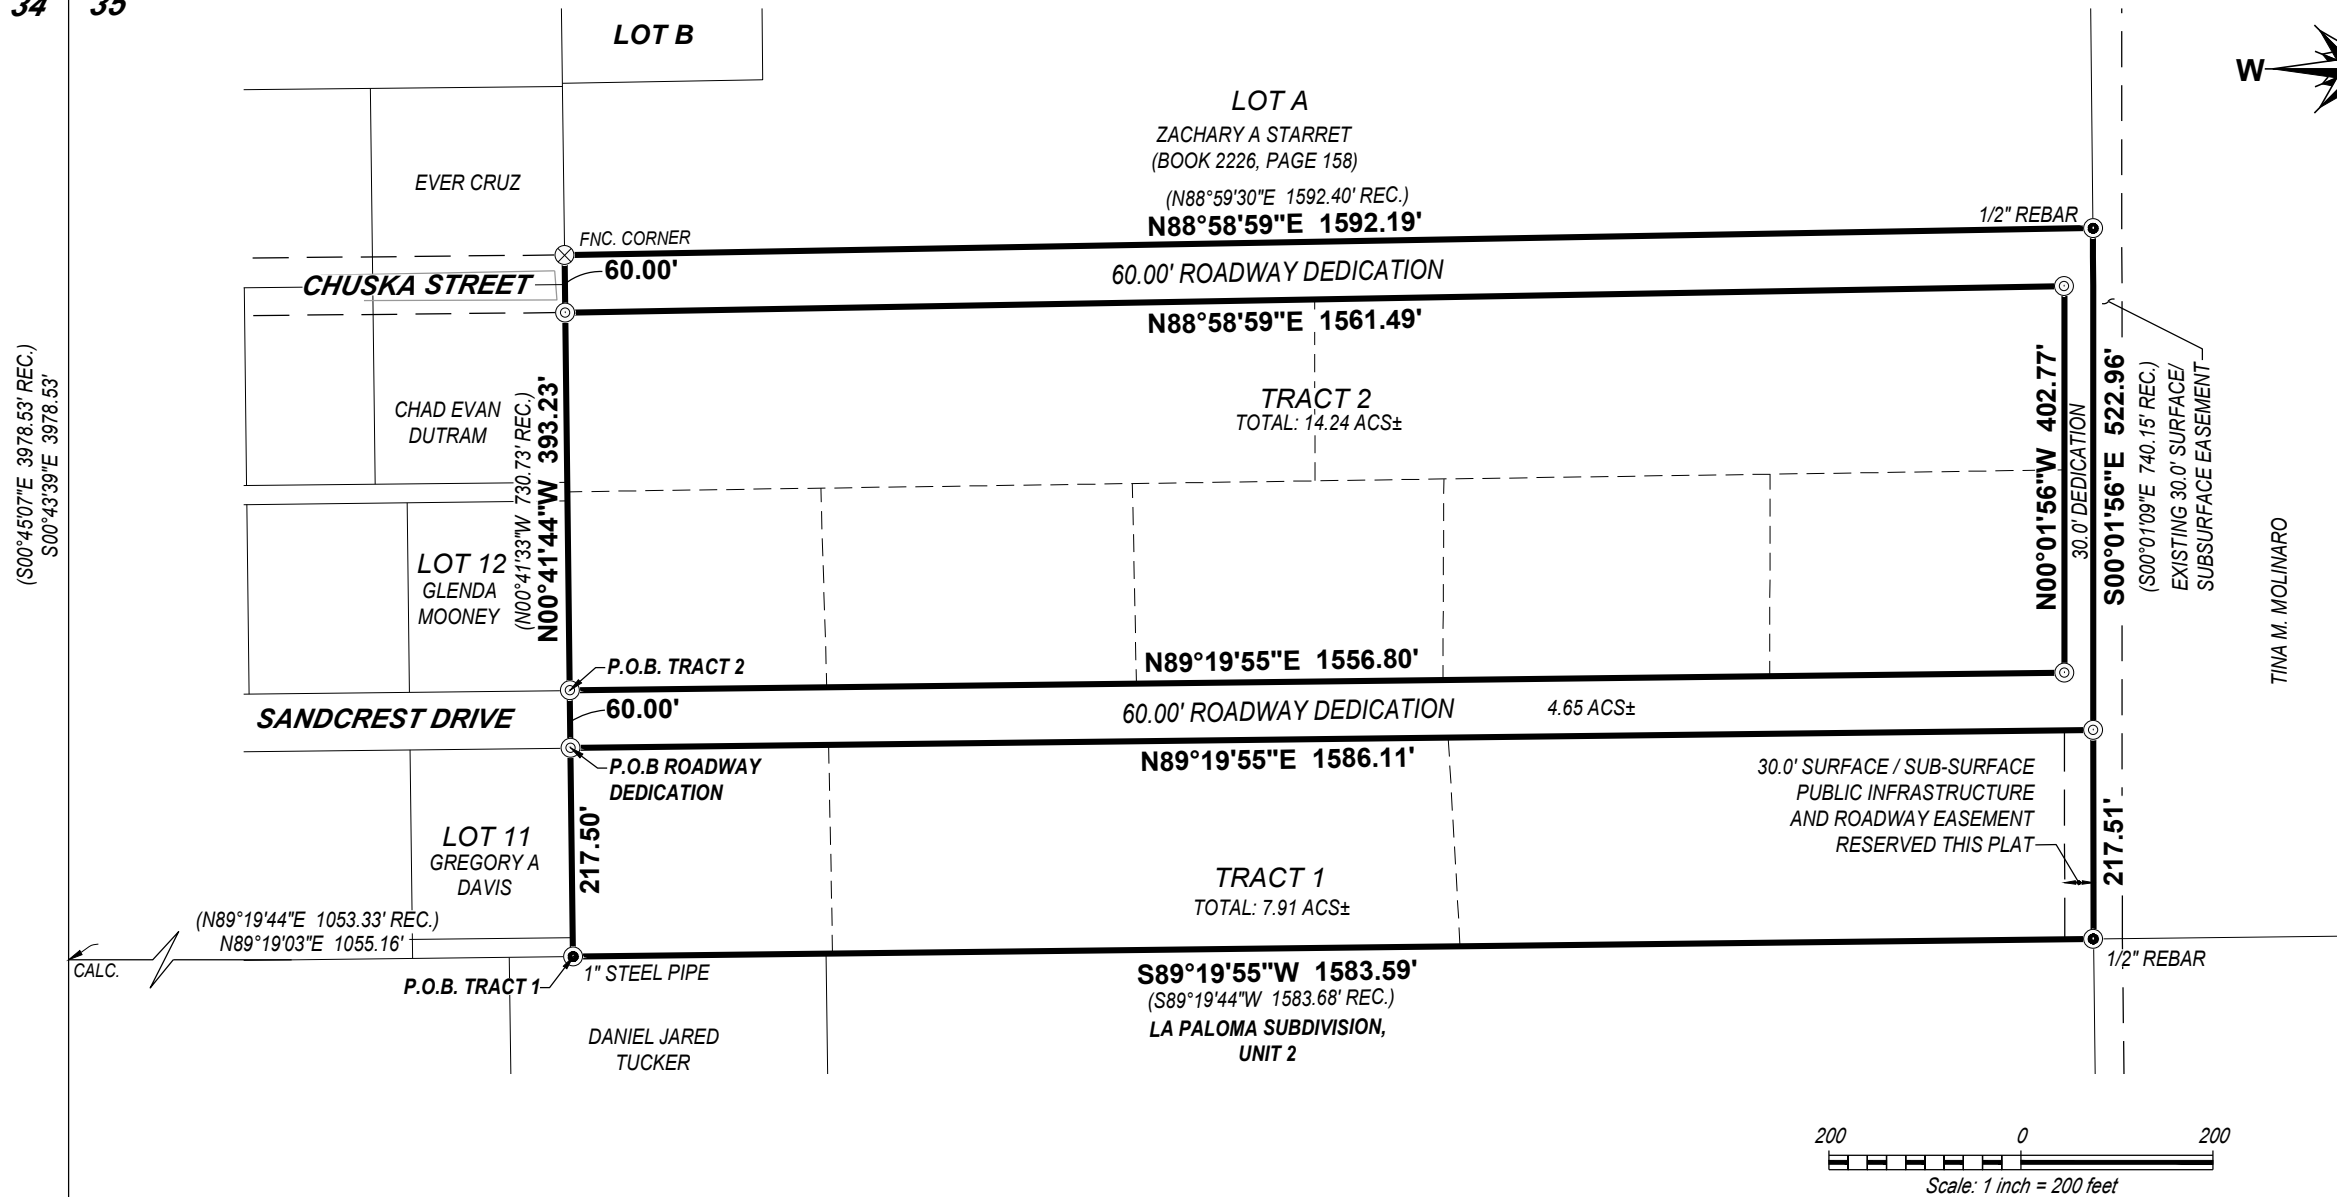 34 35
LOT B
W
LOT A
ZACHARY A STARRET
(BOOK 2226, PAGE 158)
EVER CRUZ
(N88°59'30"E 1592.40' REC.)
N88°58'59"E 1592.19'
1/2" REBAR
FNC. CORNER
60.00'
CHUSKA STREET
60.00' ROADWAY DEDICATION
N88°58'59"E 1561.49'
(S00°45'07"E 3978.53' REC.)
S00°43'39"E 3978.53'
CHAD EVAN
DUTRAM
(N00°41'33"W 730.73' REC.)
N00°41'44"W 393.23'
TRACT 2
TOTAL: 14.24 ACS±
N00°01'56"W 402.77'
30.0' DEDICATION
S00°01'56"E 522.96'
(S00°01'09"E 740.15' REC.)
EXISTING 30.0' SURFACE/
SUBSURFACE EASEMENT
TINA M. MOLINARO
LOT 12
GLENDA
MOONEY
P.O.B. TRACT 2
N89°19'55"E 1556.80'
SANDCREST DRIVE
60.00'
60.00' ROADWAY DEDICATION
4.65 ACS±
N89°19'55"E 1586.11'
P.O.B ROADWAY
DEDICATION
30.0' SURFACE / SUB-SURFACE
PUBLIC INFRASTRUCTURE
AND ROADWAY EASEMENT
RESERVED THIS PLAT
217.50'
217.51'
LOT 11
GREGORY A
DAVIS
TRACT 1
TOTAL: 7.91 ACS±
(N89°19'44"E 1053.33' REC.)
N89°19'03"E 1055.16'
CALC.
P.O.B. TRACT 1
1" STEEL PIPE
S89°19'55"W 1583.59'
(S89°19'44"W 1583.68' REC.)
LA PALOMA SUBDIVISION,
UNIT 2
1/2" REBAR
DANIEL JARED
TUCKER
200 0 200
Scale: 1 inch = 200 feet